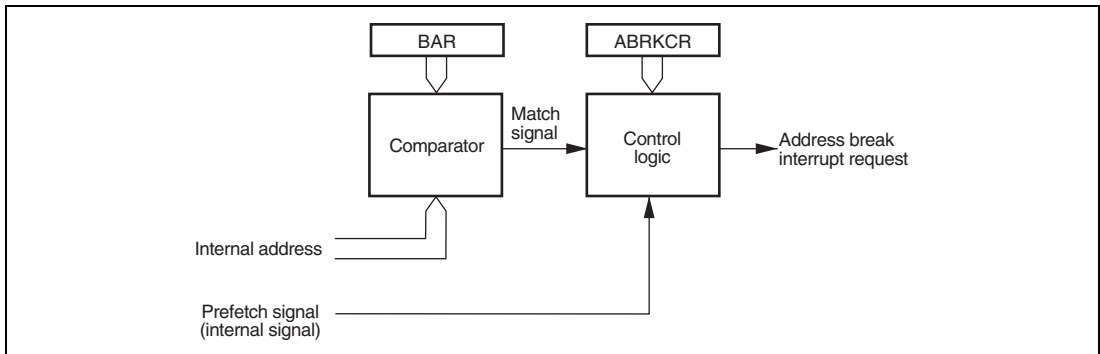 BAR
ABRKCR
Comparator
Match
signal
Control
logic
Address break
interrupt request
Internal address
Prefetch signal
(internal signal)